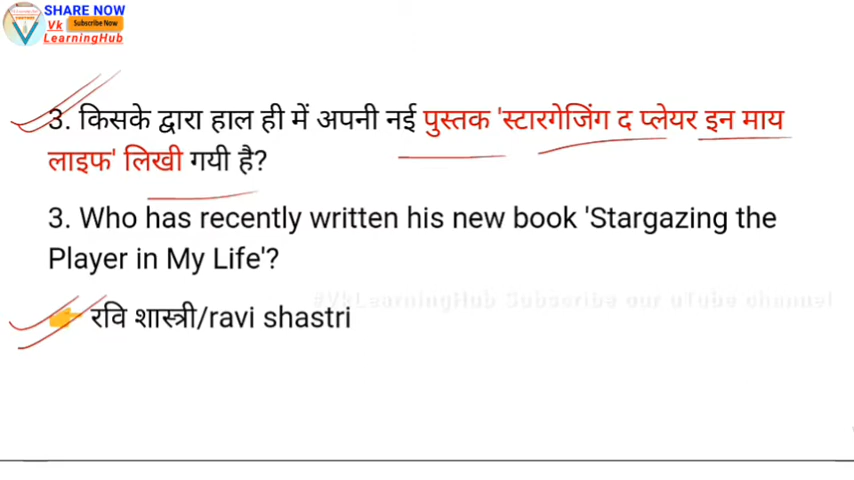 SHARE NOW
Vk Subscribe Now
LearningHub
3. किसके द्वारा हाल ही में अपनी नई पुस्तक 'स्टारगेजिंग द प्लेयर इन माय
लाइफ' लिखी गयी है?
3. Who has recently written his new book 'Stargazing the
Player in My Life'?
#VkLearningHub Subscribe our uTube channel
👉 रवि शास्त्री/ravi shastri